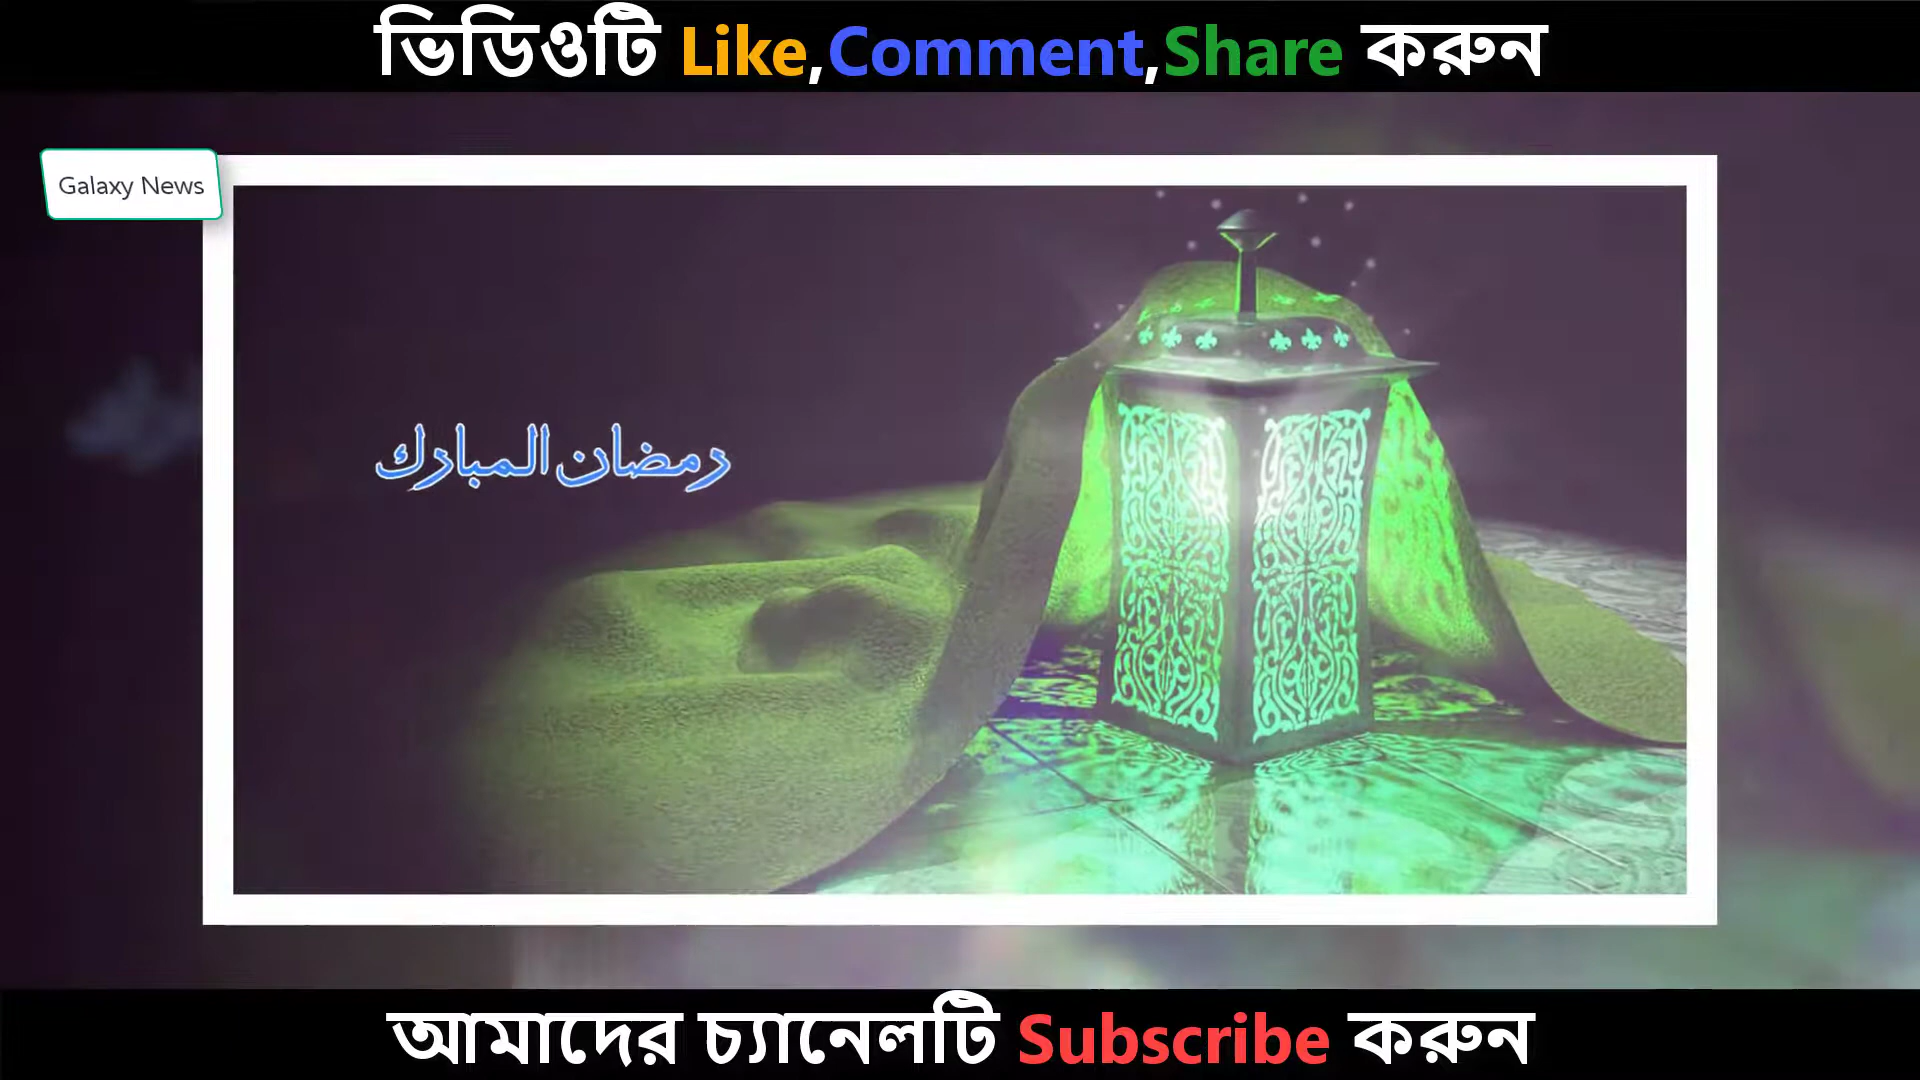 ভিডিওটি Like,Comment,Share করুন
Galaxy News
رمضان المبارك
আমাদের চ্যানেলটি Subscribe করুন